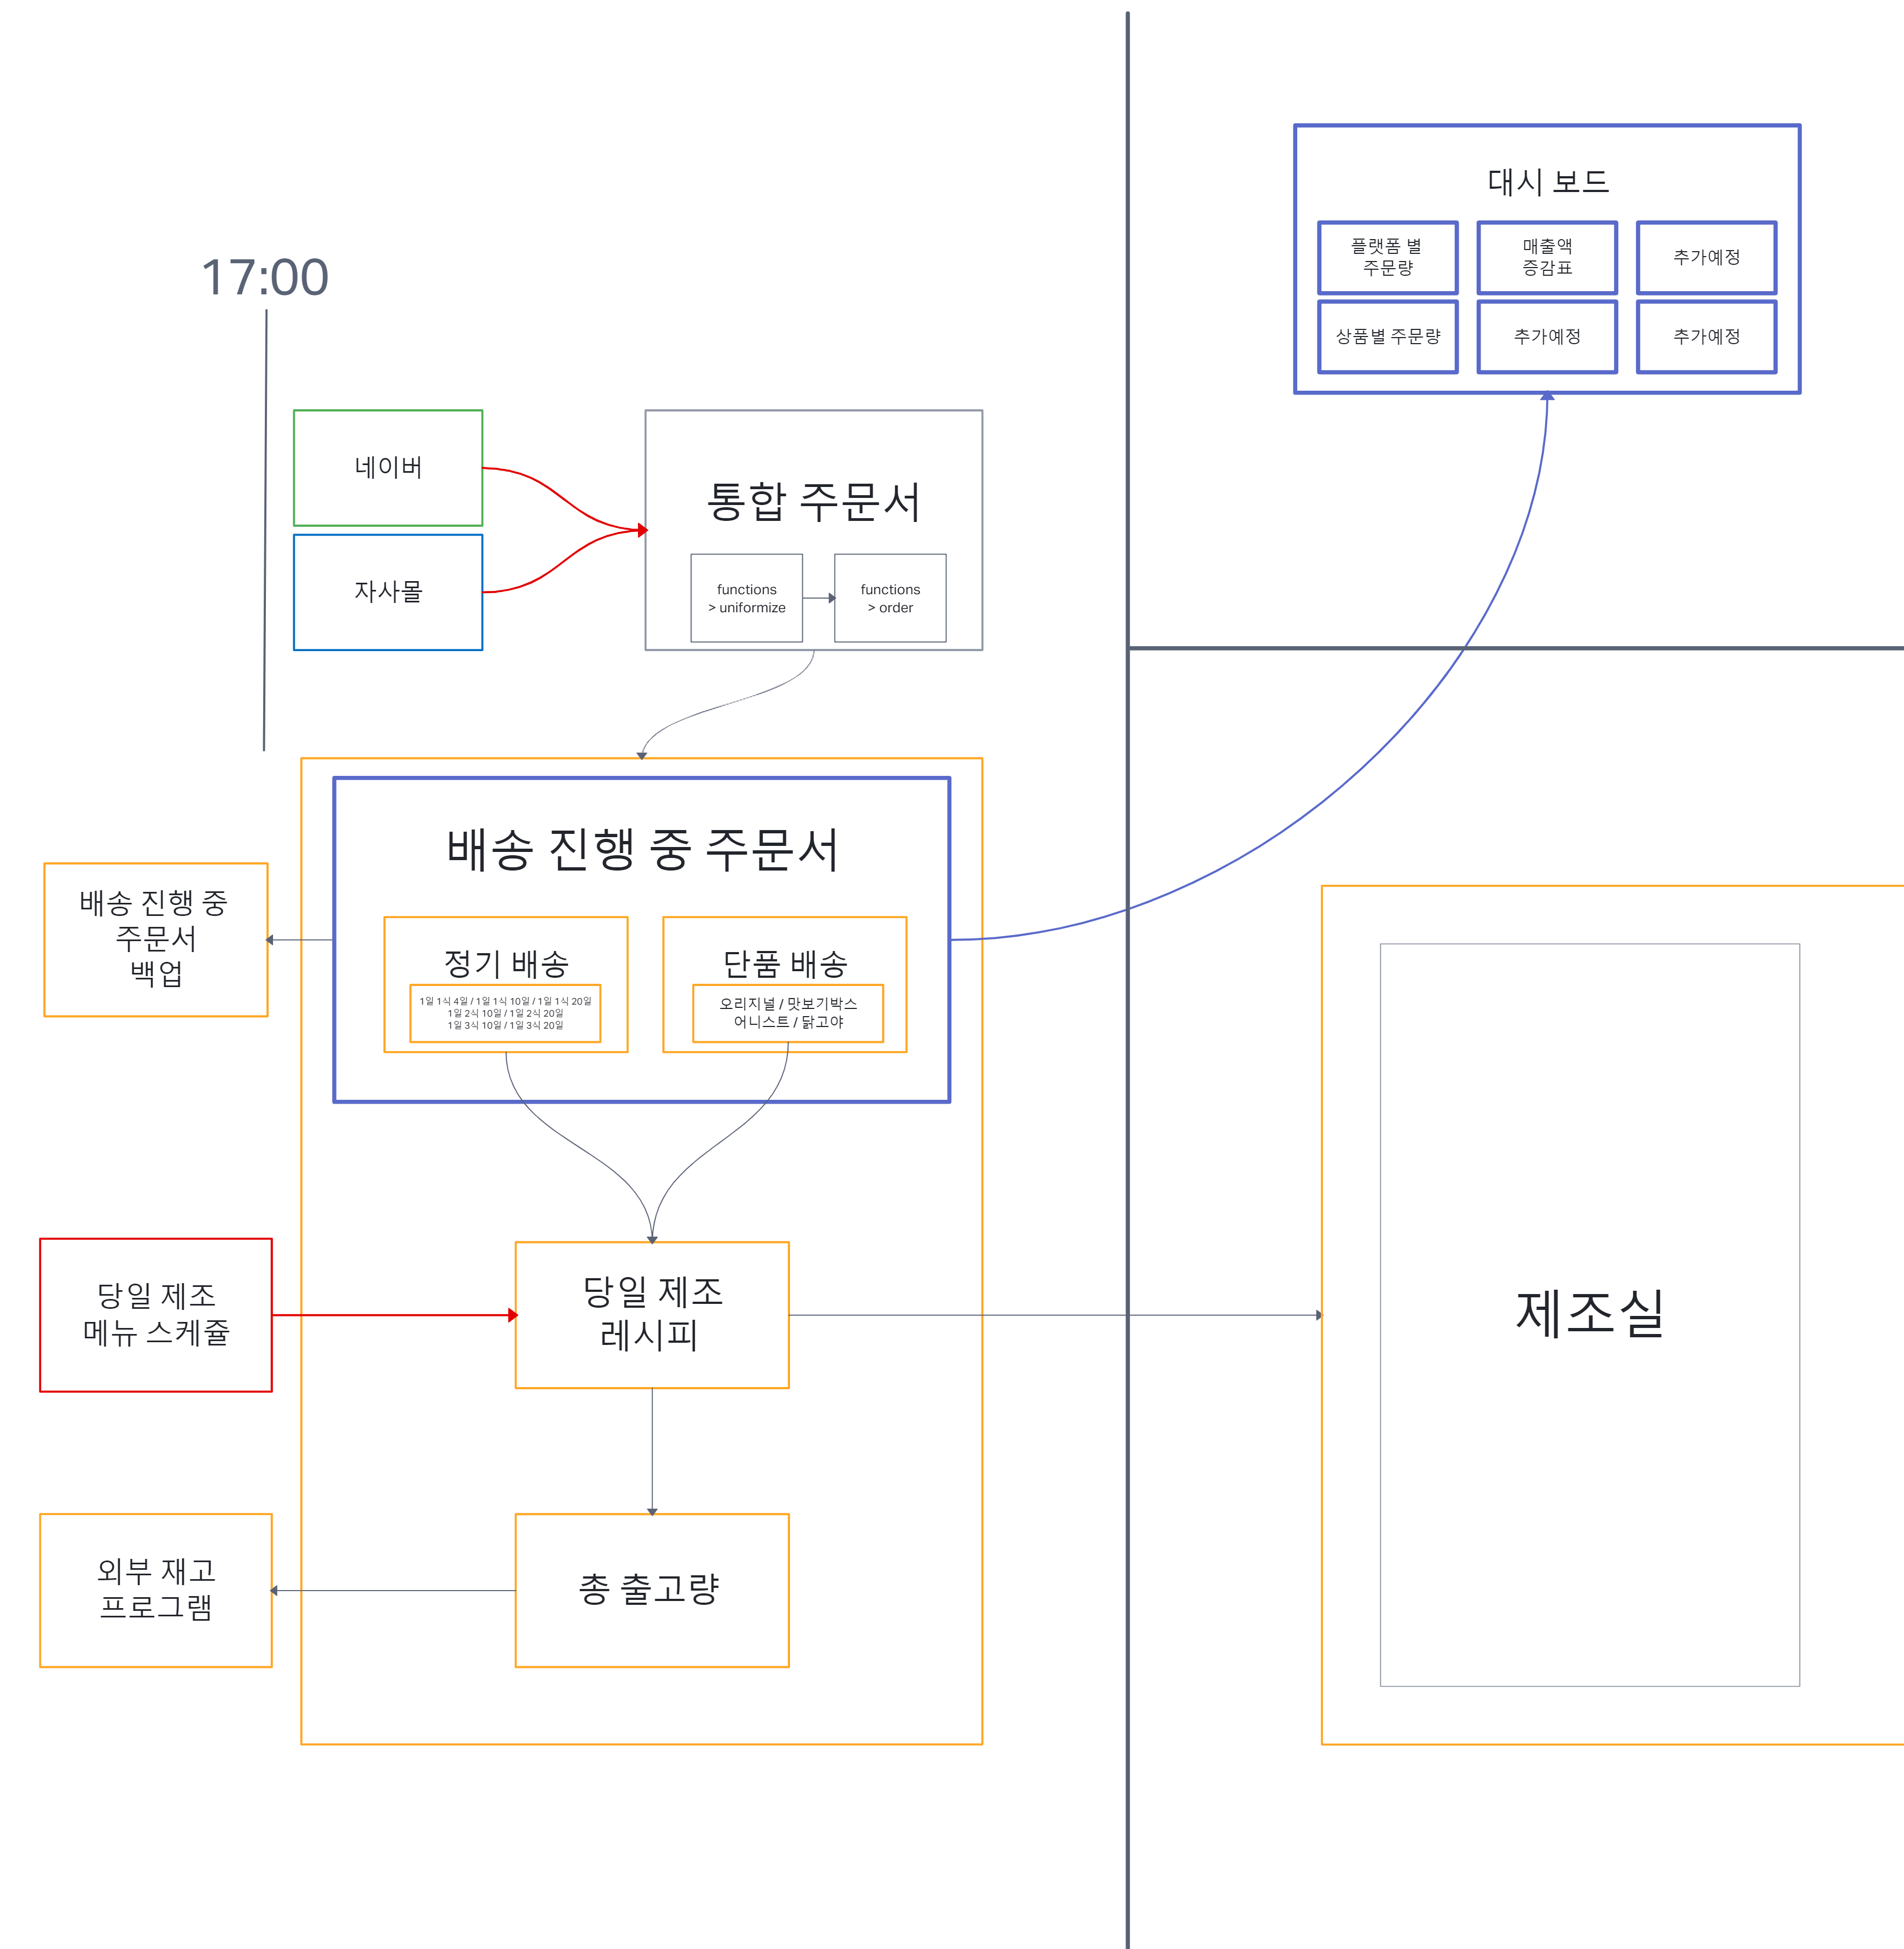 17:00
네이버
자사몰
통합 주문서
functions
> uniformize
functions
> order
대시 보드
플랫폼 별
주문량
매출액
증감표
추가예정
상품별 주문량
추가예정
추가예정
배송 진행 중 주문서
배송 진행 중
주문서
백업
정기 배송
1일 1식 4일 / 1일 1식 10일 / 1일 1식 20일
1일 2식 10일 / 1일 2식 20일
1일 3식 10일 / 1일 3식 20일
단품 배송
오리지널 / 맛보기박스
어니스트 / 닭고야
당일 제조
메뉴 스케쥴
당일 제조
레시피
제조실
외부 재고
프로그램
총 출고량